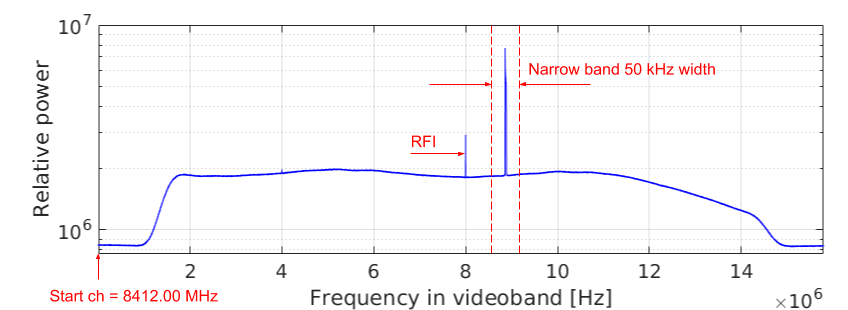 10^7
Narrow band 50 kHz width
RFI
Relative power
10^6
2 4 6 8 10 12 14
Start ch = 8412.00 MHz
Frequency in videoband [Hz]
×10^6